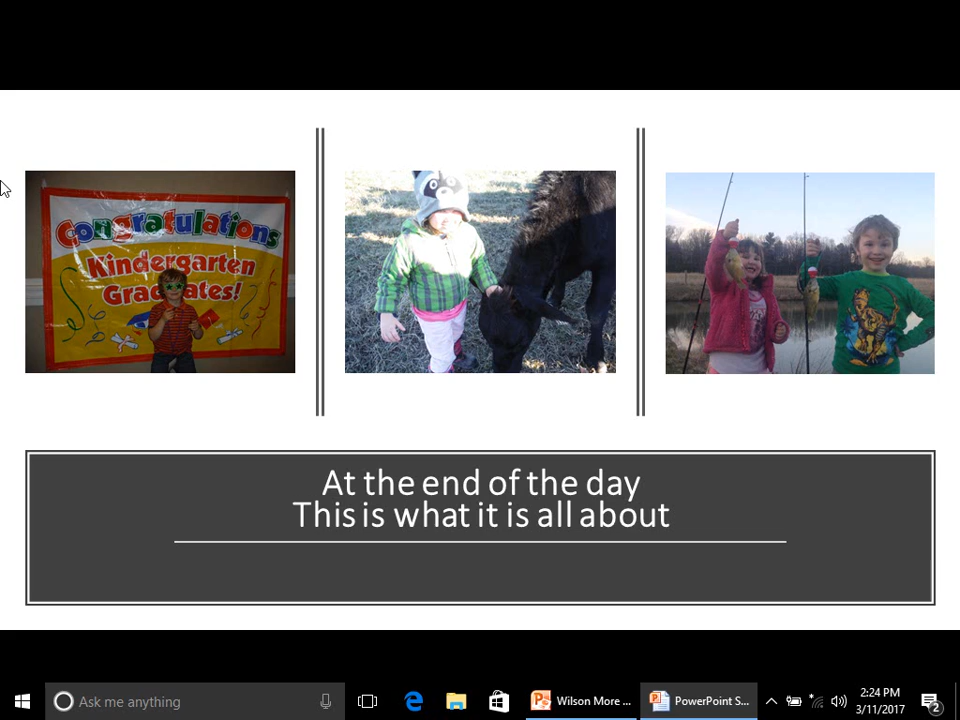 Congratulations
Kindergarten
Graduates!
At the end of the day
This is what it is all about
Ask me anything
Wilson More ...
PowerPoint S...
2:24 PM
3/11/2017
2